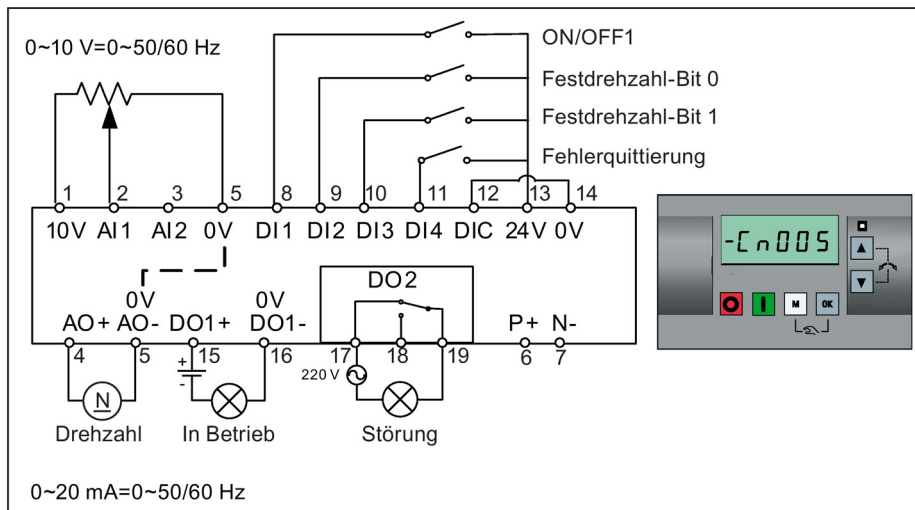 0~10 V=0~50/60 Hz
ON/OFF1
Festdrehzahl-Bit 0
Festdrehzahl-Bit 1
Fehlerquittierung
1 2 3 5 8 9 10 11 12 13 14
10V AI1 AI2 0V DI1 DI2 DI3 DI4 DIC 24V 0V
-Cn005
M OK
DO2
0V 0V
AO+ AO- DO1+ DO1- P+ N-
4 5 15 16 17 18 19 6 7
+
-
220 V
N
Drehzahl In Betrieb Störung
0~20 mA=0~50/60 Hz